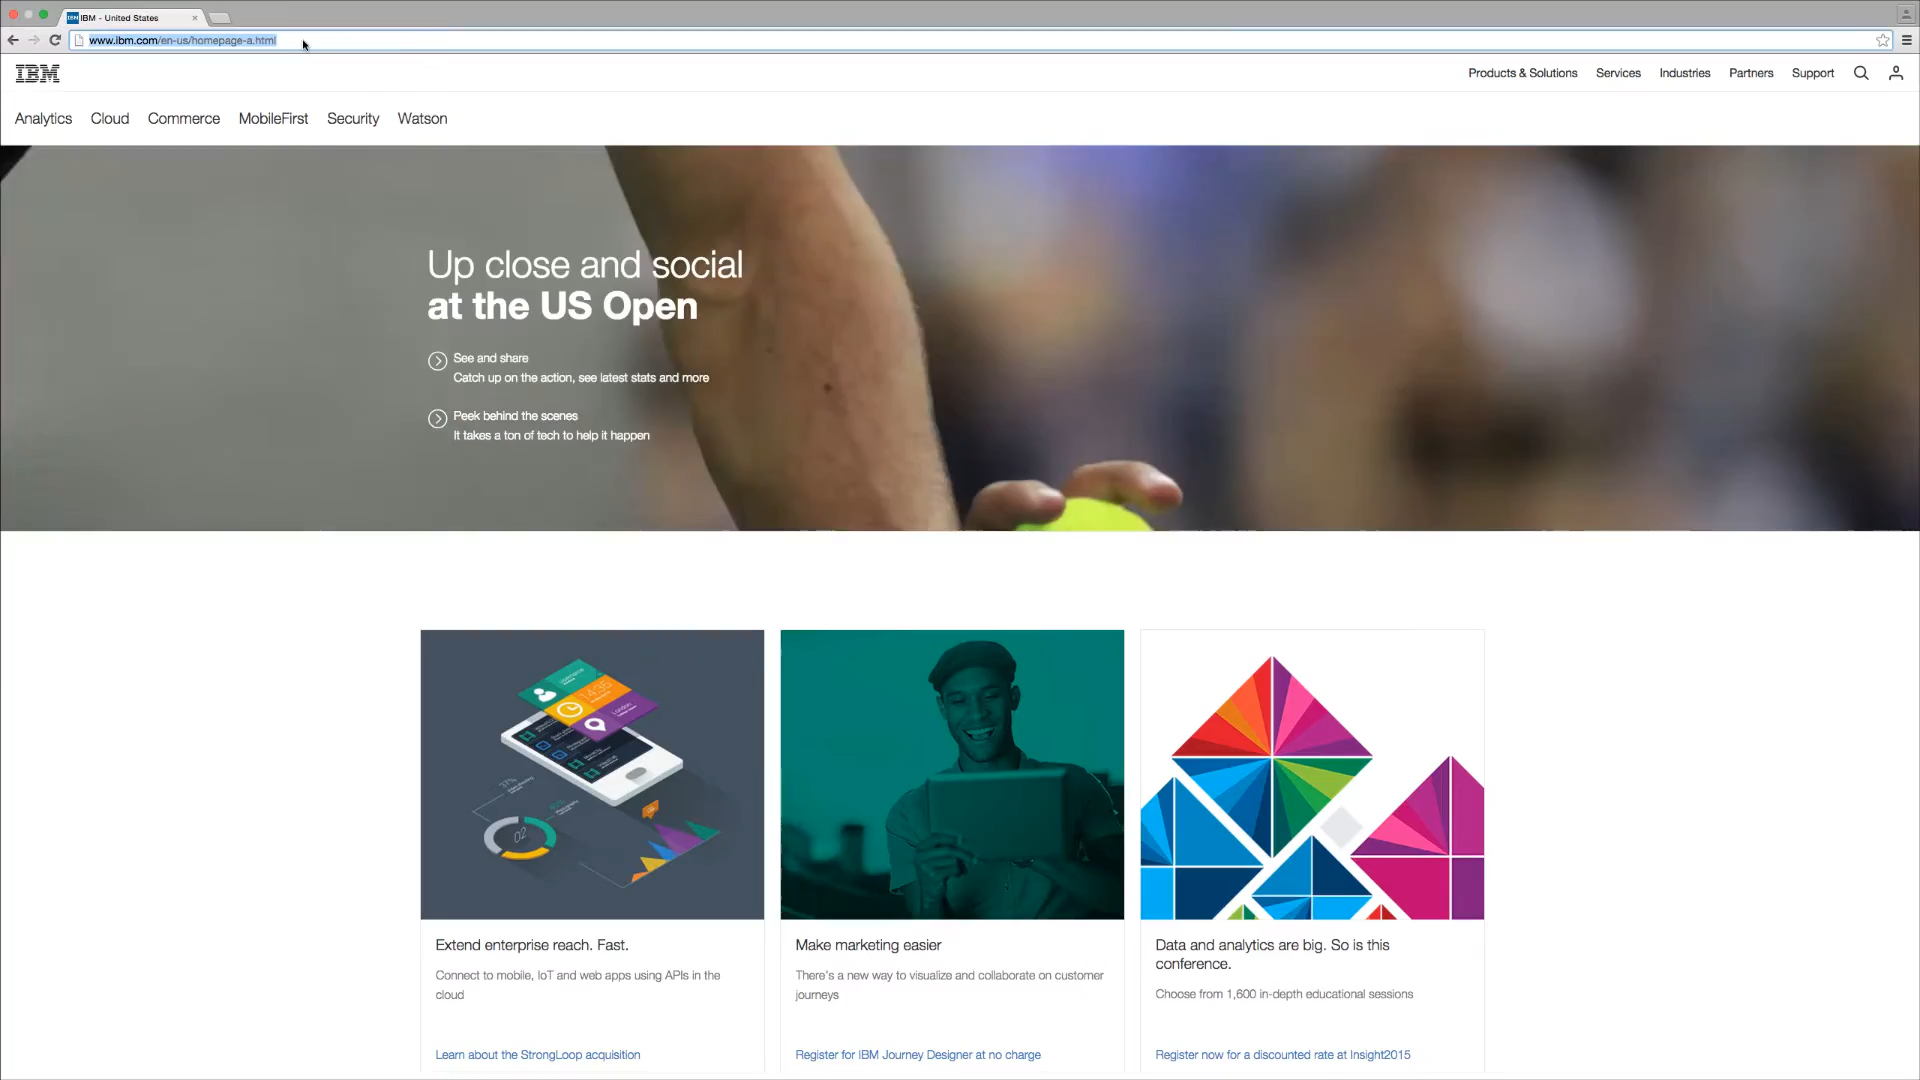 IBM - United States
www.ibm.com/en-us/homepage-a.html
IBM
Products & Solutions
Services
Industries
Partners
Support
Analytics
Cloud
Commerce
MobileFirst
Security
Watson
Up close and social
at the US Open
See and share
Catch up on the action, see latest stats and more
Peek behind the scenes
It takes a ton of tech to help it happen
14:35
London
37%
02
Extend enterprise reach. Fast.
Connect to mobile, IoT and web apps using APIs in the
cloud
Learn about the StrongLoop acquisition
Make marketing easier
There's a new way to visualize and collaborate on customer
journeys
Register for IBM Journey Designer at no charge
Data and analytics are big. So is this
conference.
Choose from 1,600 in-depth educational sessions
Register now for a discounted rate at Insight2015